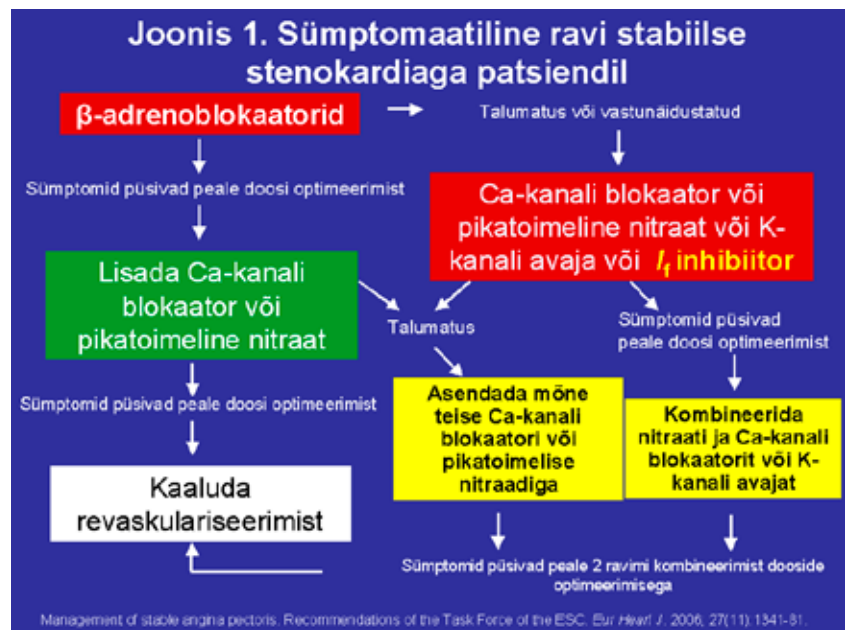 Joonis 1. Sümptomaatiline ravi stabiilse
stenokardiaga patsiendil
β-adrenoblokaatorid
Talumatus või vastunäidustatud
Sümptomid püsivad peale doosi optimeerimist
Ca-kanali blokaator või
pikatoimeline nitraat või K-
kanali avaja või If inhibiitor
Lisada Ca-kanali
blokaator või
pikatoimeline nitraat
Talumatus
Sümptomid püsivad
peale doosi optimeerimist
Sümptomid püsivad peale doosi optimeerimist
Asendada mõne
teise Ca-kanali
blokaatori või
pikatoimelise
nitraadiga
Kombineerida
nitraati ja Ca-kanali
blokaatorit või K-
kanali avajat
Kaaluda
revaskulariseerimist
Sümptomid püsivad peale 2 ravimi kombineerimist dooside
optimeerimisega
Management of stable angina pectoris. Recommendations of the Task Force of the ESC. Eur Heart J. 2006; 27(11):1341-81.